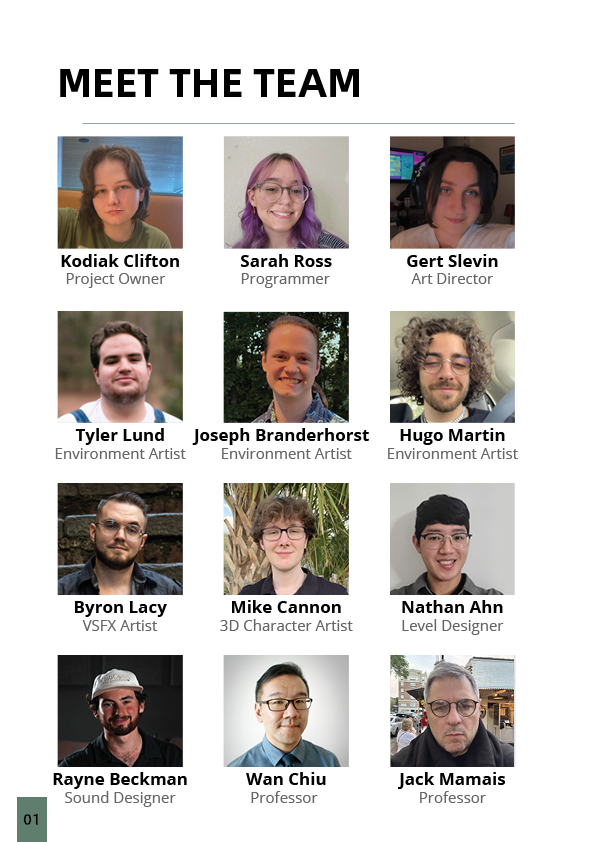 MEET THE TEAM
Kodiak Clifton
Project Owner
Sarah Ross
Programmer
Gert Slevin
Art Director
Tyler Lund
Environment Artist
Joseph Branderhorst
Environment Artist
Hugo Martin
Environment Artist
Byron Lacy
VSFX Artist
Mike Cannon
3D Character Artist
Nathan Ahn
Level Designer
Rayne Beckman
Sound Designer
Wan Chiu
Professor
Jack Mamais
Professor
01